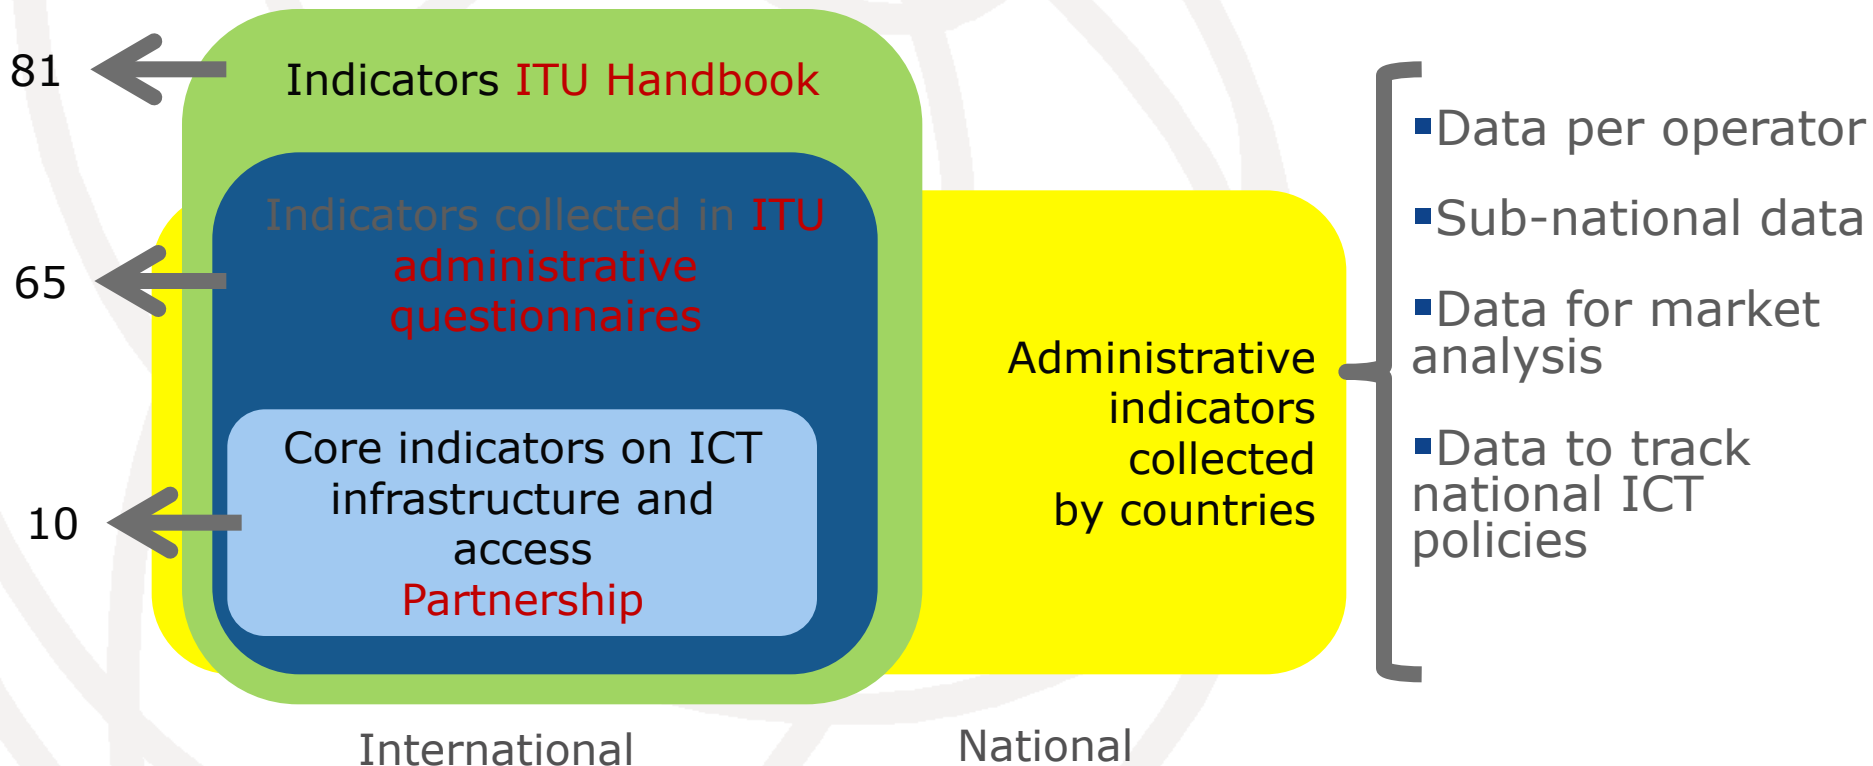 81
Indicators ITU Handbook
65
Indicators collected in ITU
administrative
questionnaires
10
Core indicators on ICT
infrastructure and
access
Partnership
Administrative
indicators
collected
by countries
▪Data per operator
▪Sub-national data
▪Data for market
analysis
▪Data to track
national ICT
policies
International
National